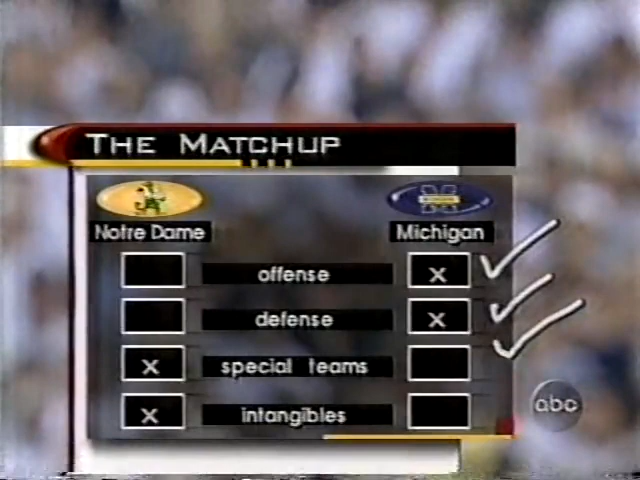 THE MATCHUP
Notre Dame Michigan
offense x
defense x
x special teams
x intangibles
abc